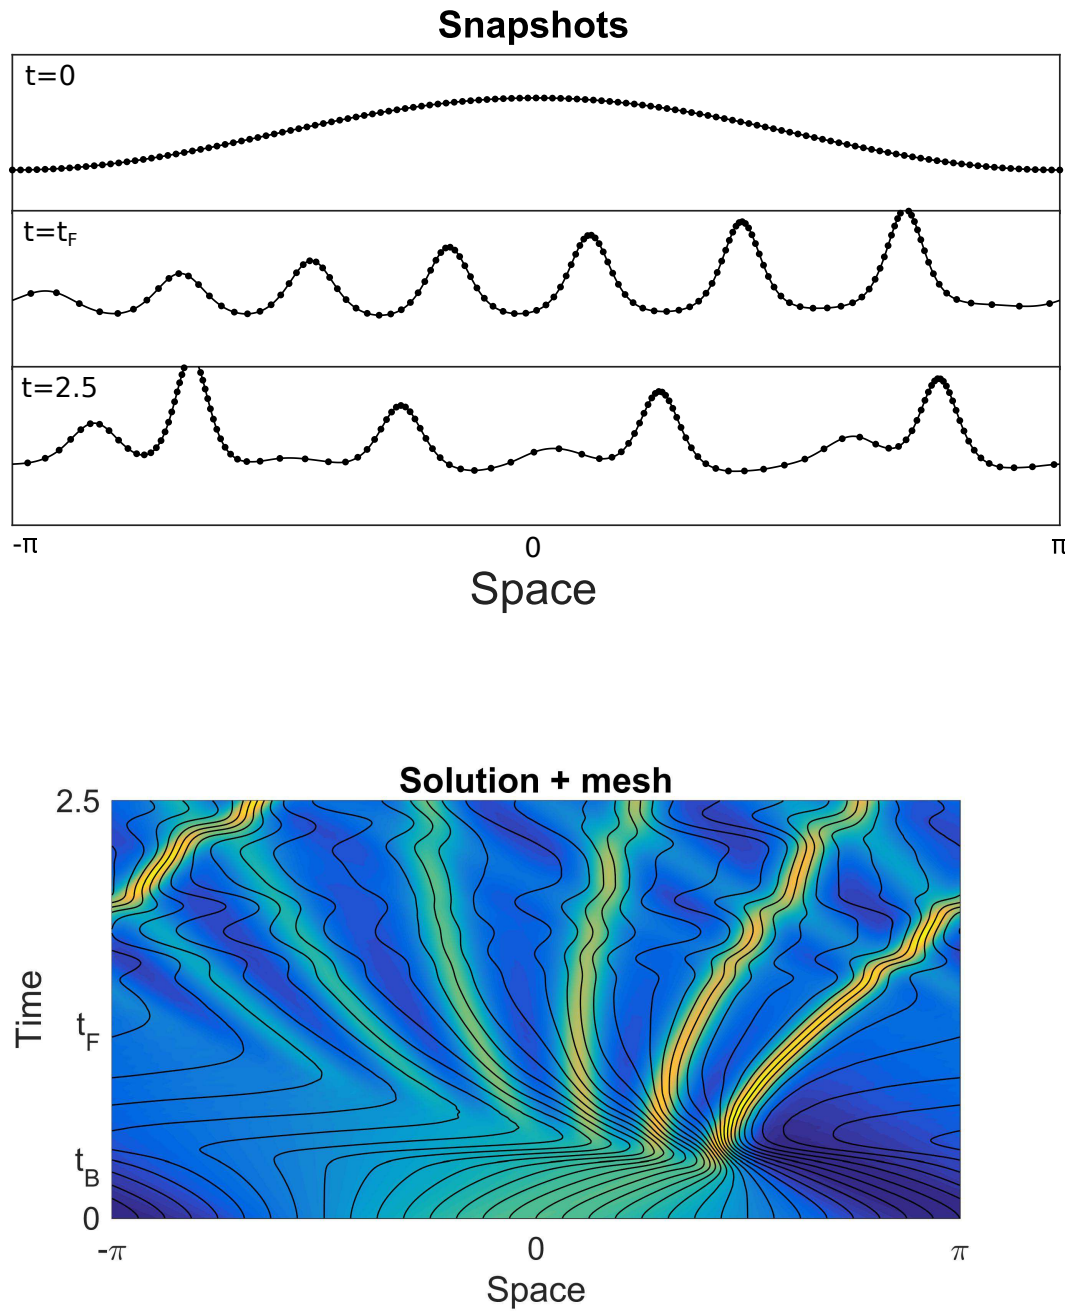 Snapshots
t=0
t=tF
t=2.5
-π 0 π
Space
Solution + mesh
2.5
Time
tF
tB
0
-π 0 π
Space